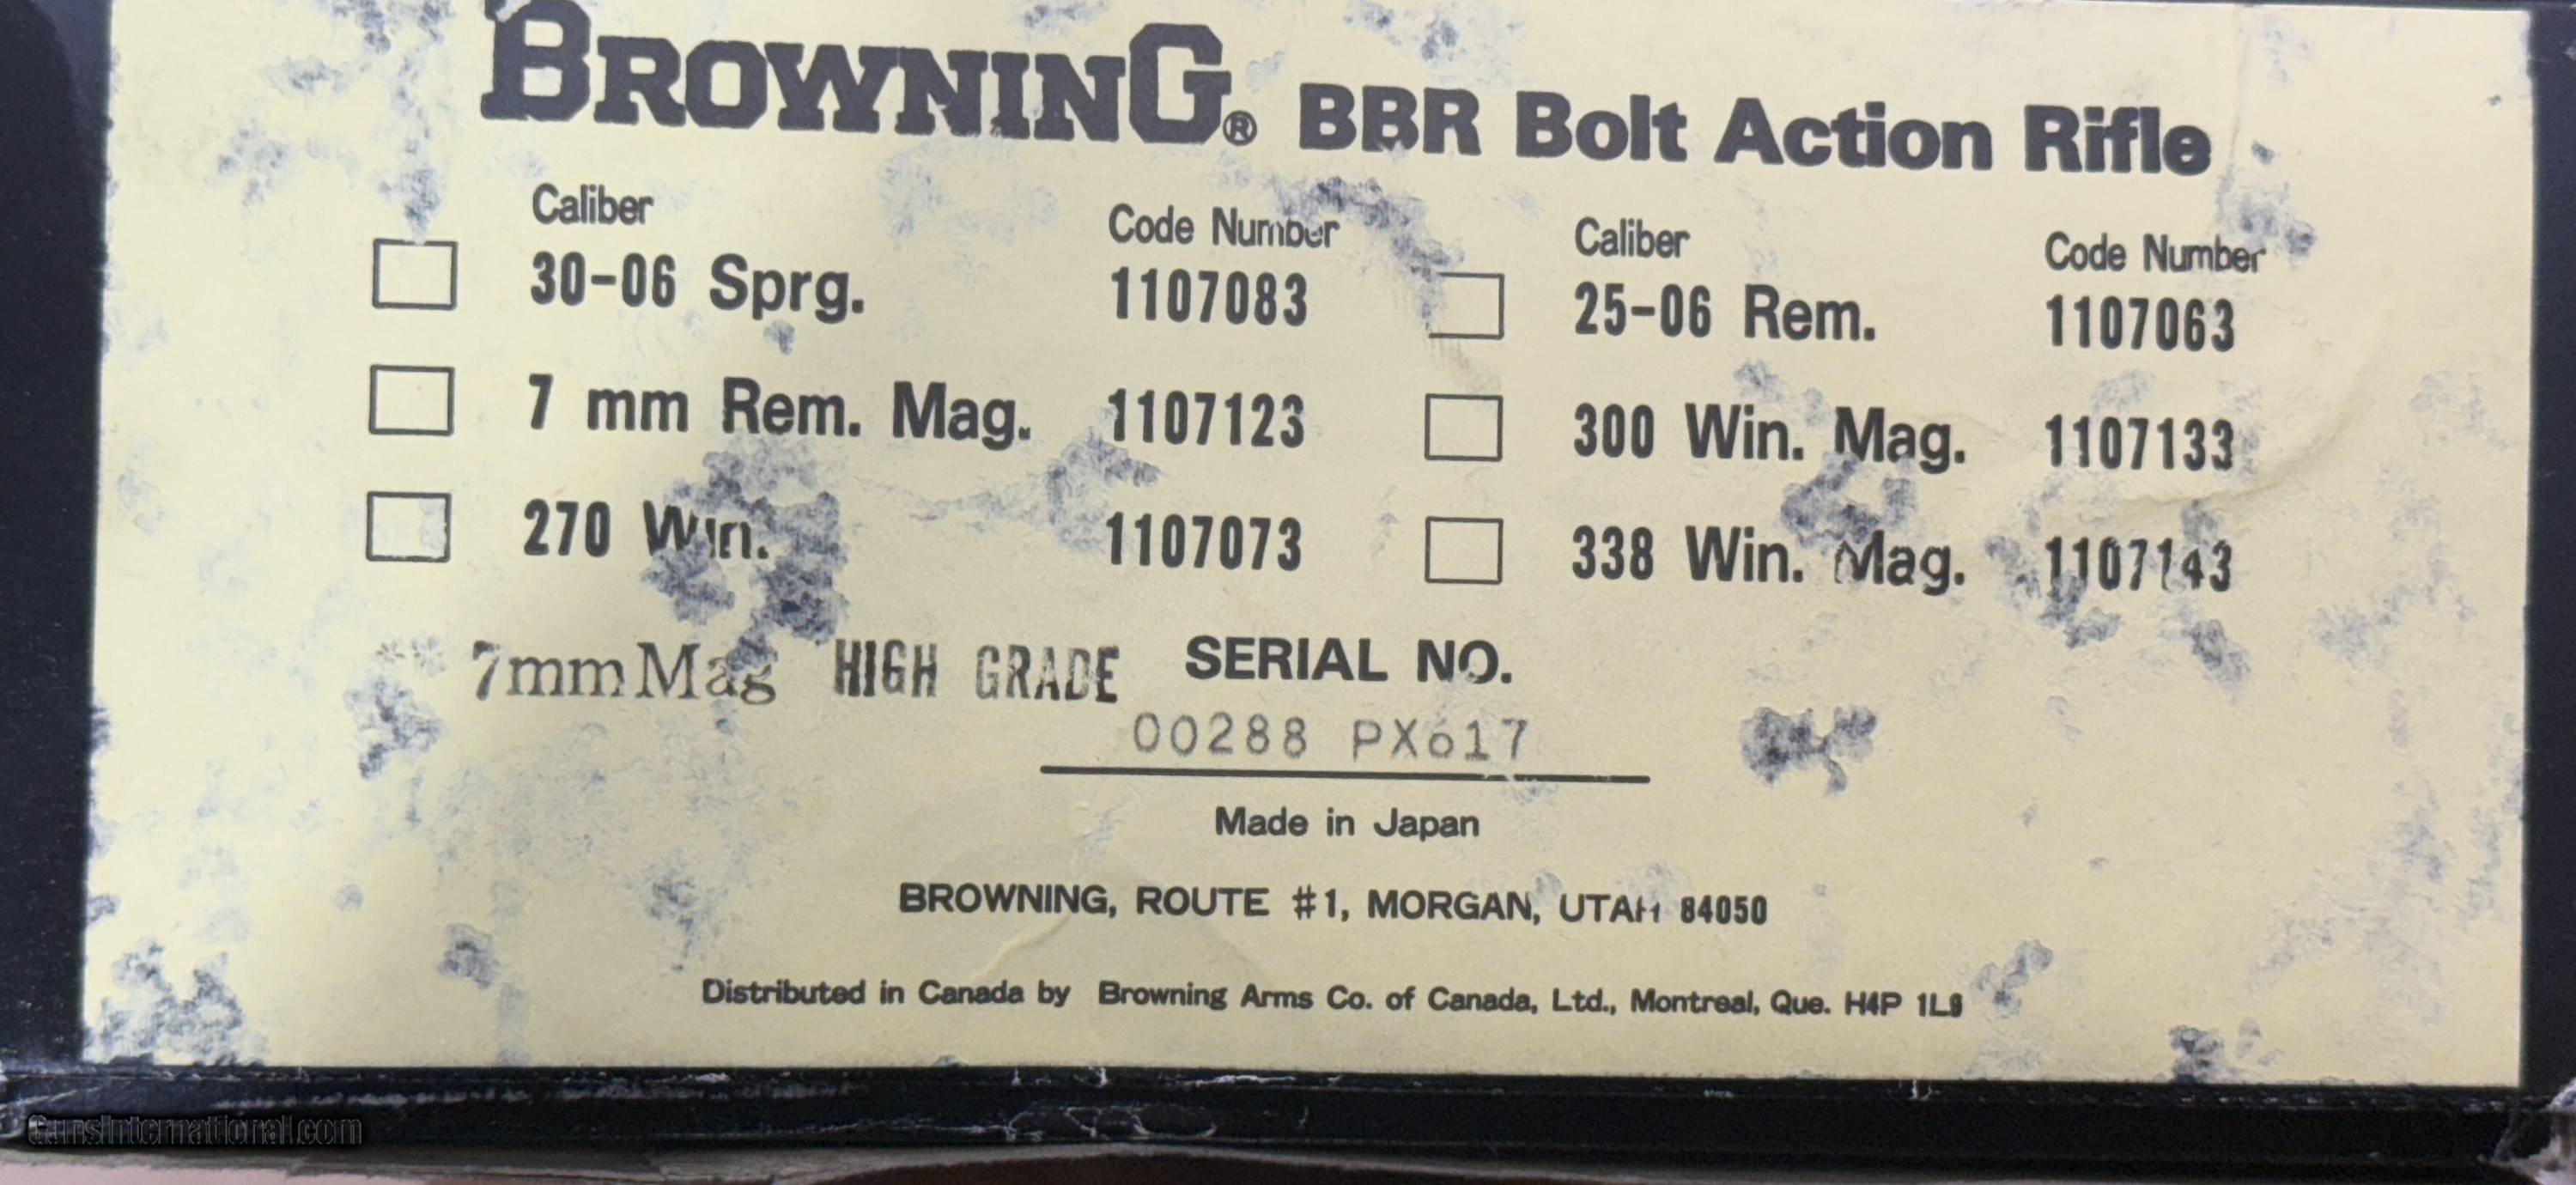 BROWNING® BBR Bolt Action Rifle
Caliber Code Number Caliber Code Number
30-06 Sprg. 1107083 25-06 Rem. 1107063
7 mm Rem. Mag. 1107123 300 Win. Mag. 1107133
270 Win. 1107073 338 Win. Mag. 1107143
7mm Mag HIGH GRADE SERIAL NO.
00288 PX617
Made in Japan
BROWNING, ROUTE #1, MORGAN, UTAH 84050
Distributed in Canada by Browning Arms Co. of Canada, Ltd., Montreal, Que. H4P 1L9
GunsInternational.com